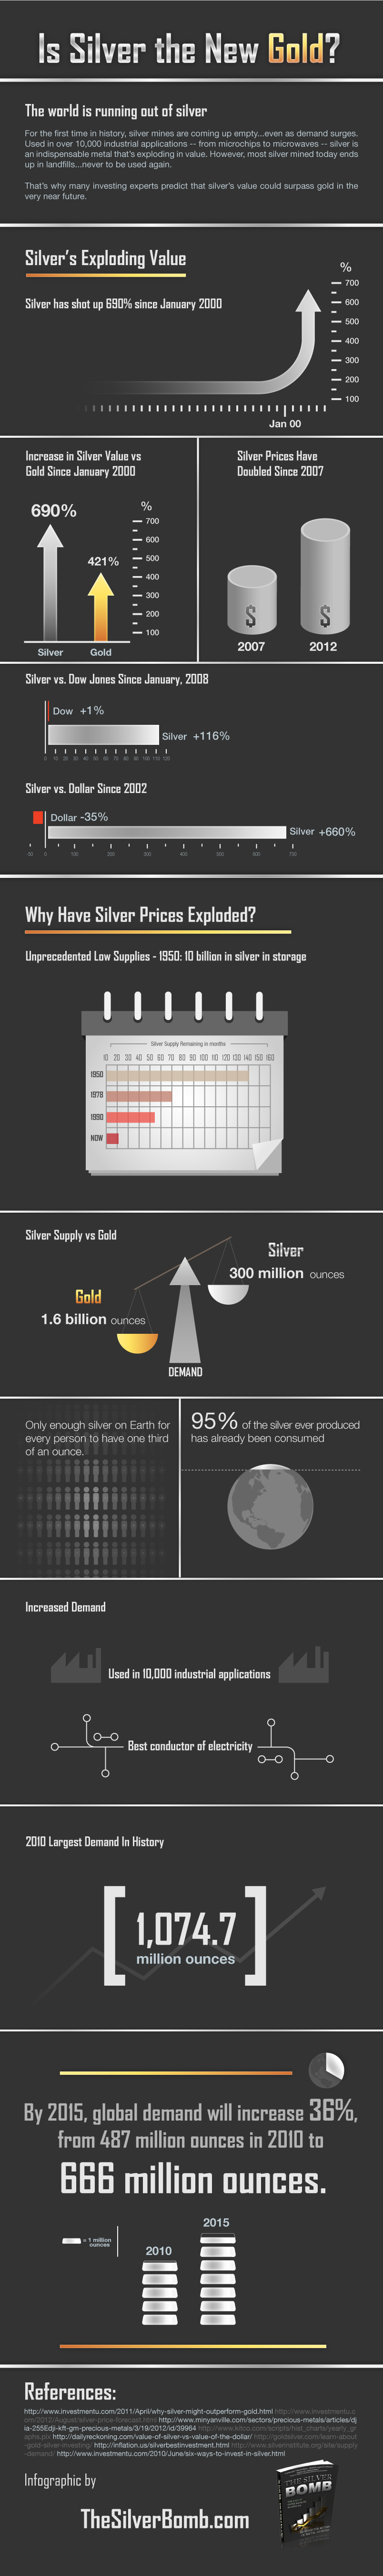 Is Silver the New Gold?
The world is running out of silver
For the first time in history, silver mines are coming up empty...even as demand surges.
Used in over 10,000 industrial applications -- from microchips to microwaves -- silver is
an indispensable metal that's exploding in value. However, most silver mined today ends
up in landfills...never to be used again.
That's why many investing experts predict that silver's value could surpass gold in the
very near future.
Silver's Exploding Value
Silver has shot up 690% since January 2000
%
700
600
500
400
300
200
100
Jan 00
Increase in Silver Value vs
Gold Since January 2000
690%
421%
%
700
600
500
400
300
200
100
Silver Gold
Silver Prices Have
Doubled Since 2007
$ $
2007 2012
Silver vs. Dow Jones Since January, 2008
Dow +1%
Silver +116%
0 10 20 30 40 50 60 70 80 90 100 110 120
Silver vs. Dollar Since 2002
Dollar -35%
Silver +660%
-50 0 100 200 300 400 500 600 700
Why Have Silver Prices Exploded?
Unprecedented Low Supplies - 1950: 10 billion in silver in storage
Silver Supply Remaining in months
10 20 30 40 50 60 70 80 90 100 110 120 130 140 150 160
1950
1978
1990
NOW
Silver Supply vs Gold
Silver
300 million ounces
Gold
1.6 billion ounces
DEMAND
Only enough silver on Earth for
every person to have one third
of an ounce.
95% of the silver ever produced
has already been consumed
Increased Demand
Used in 10,000 industrial applications
Best conductor of electricity
2010 Largest Demand In History
[1,074.7
million ounces]
By 2015, global demand will increase 36%,
from 487 million ounces in 2010 to
666 million ounces.
= 1 million
ounces
2010
2015
References:
http://www.investmentu.com/2011/April/why-silver-might-outperform-gold.html http://www.investmentu.c
om/2012/August/silver-price-forecast.html http://www.minyanville.com/sectors/precious-metals/articles/dj
ia-255Edji-kft-gm-precious-metals/3/19/2012/id/39964 http://www.kitco.com/scripts/hist_charts/yearly_gr
aphs.plx http://dailyreckoning.com/value-of-silver-vs-value-of-the-dollar/ http://goldsilver.com/learn-about
-gold-silver-investing/ http://inflation.us/silverbestinvestment.html http://www.silverinstitute.org/site/supply
-demand/ http://www.investmentu.com/2010/June/six-ways-to-invest-in-silver.html
Infographic by
TheSilverBomb.com
THE SILVER
BOMB